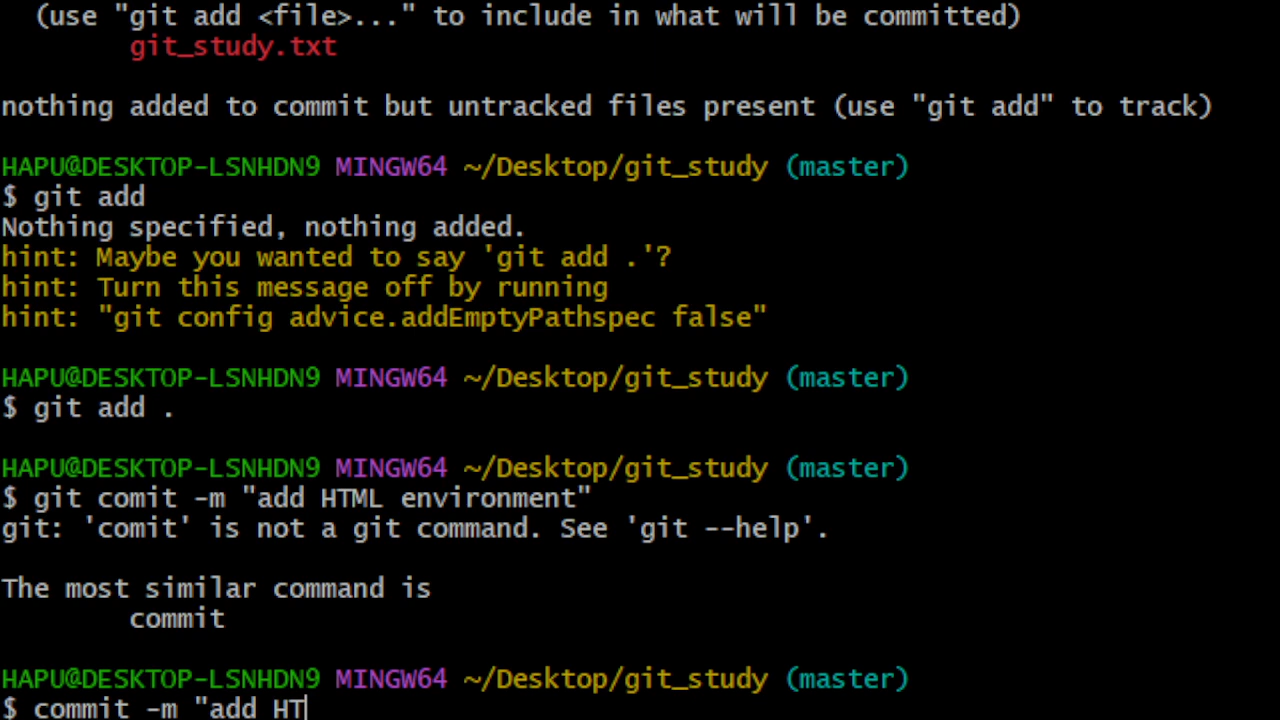 (use "git add <file>..." to include in what will be committed)
git_study.txt
nothing added to commit but untracked files present (use "git add" to track)
HAPU@DESKTOP-LSNHDN9 MINGW64 ~/Desktop/git_study (master)
$ git add
Nothing specified, nothing added.
hint: Maybe you wanted to say 'git add .'?
hint: Turn this message off by running
hint: "git config advice.addEmptyPathspec false"
HAPU@DESKTOP-LSNHDN9 MINGW64 ~/Desktop/git_study (master)
$ git add .
HAPU@DESKTOP-LSNHDN9 MINGW64 ~/Desktop/git_study (master)
$ git comit -m "add HTML environment"
git: 'comit' is not a git command. See 'git --help'.
The most similar command is
commit
HAPU@DESKTOP-LSNHDN9 MINGW64 ~/Desktop/git_study (master)
$ commit -m "add HT